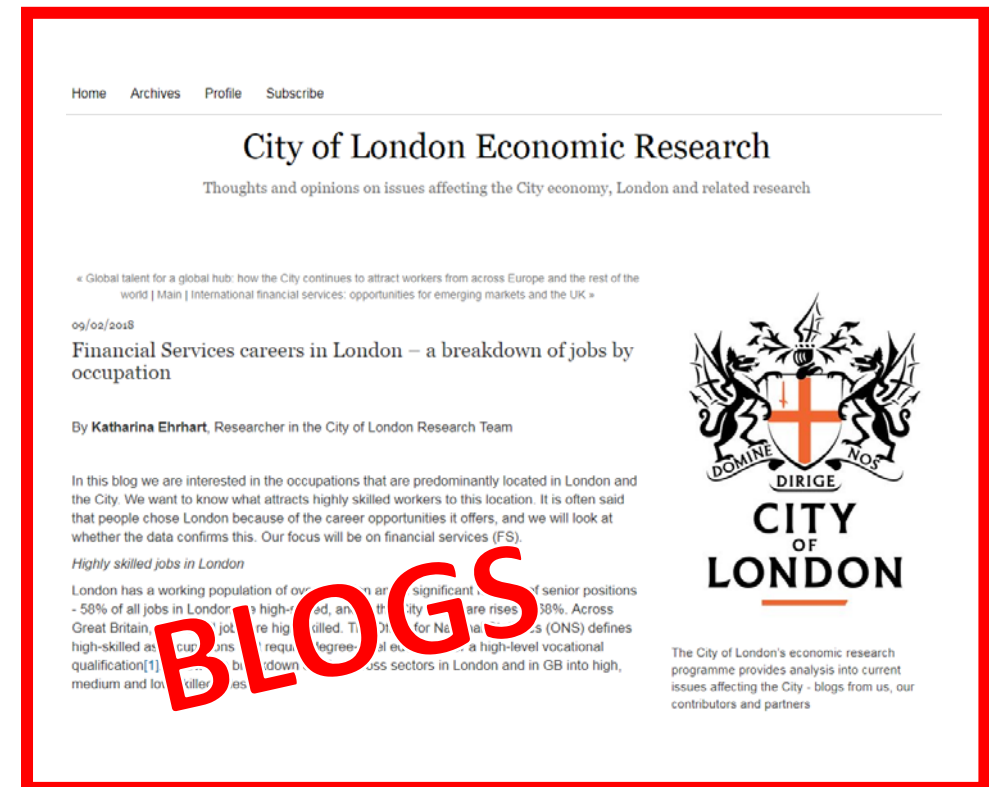 Home Archives Profile Subscribe
City of London Economic Research
Thoughts and opinions on issues affecting the City economy, London and related research
« Global talent for a global hub: how the City continues to attract workers from across Europe and the rest of the
world | Main | International financial services: opportunities for emerging markets and the UK »
09/02/2018
Financial Services careers in London – a breakdown of jobs by
occupation
By Katharina Ehrhart, Researcher in the City of London Research Team
In this blog we are interested in the occupations that are predominantly located in London and
the City. We want to know what attracts highly skilled workers to this location. It is often said
that people chose London because of the career opportunities it offers, and we will look at
whether the data confirms this. Our focus will be on financial services (FS).
Highly skilled jobs in London
London has a working population of significant of senior positions
- 58% of all jobs in London high- and City are rises 68%. Across
Great Britain, for (ONS) defines
high-skilled as require degree- a high-level vocational
qualification[1] breakdown sectors in London and in GB into high,
medium and
BLOGS
DOMINE DIRIGE NOS
CITY
OF
LONDON
The City of London's economic research
programme provides analysis into current
issues affecting the City - blogs from us, our
contributors and partners